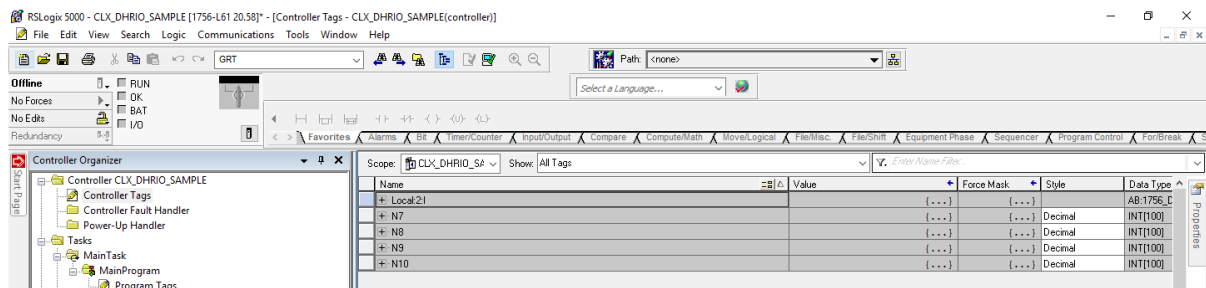 RSLogix 5000 - CLX_DHRIO_SAMPLE [1756-L61 20.58]* - [Controller Tags - CLX_DHRIO_SAMPLE(controller)]
File Edit View Search Logic Communications Tools Window Help
GRT
Path: <none>
Offline
RUN
No Forces
OK
No Edits
BAT
Redundancy
I/O
Select a Language...
Favorites Alarms Bit Timer/Counter Input/Output Compare Compute/Math Move/Logical File/Misc. File/Shift Equipment Phase Sequencer Program Control For/Break
Start Page
Controller Organizer
Controller CLX_DHRIO_SAMPLE
Controller Tags
Controller Fault Handler
Power-Up Handler
Tasks
MainTask
MainProgram
Program Tags
Scope: CLX_DHRIO_SA Show: All Tags Enter Name Filter...
Name Value Force Mask Style Data Type
Local:2:I {...} {...} AB:1756_D
N7 {...} {...} Decimal INT[100]
N8 {...} {...} Decimal INT[100]
N9 {...} {...} Decimal INT[100]
N10 {...} {...} Decimal INT[100]
Properties